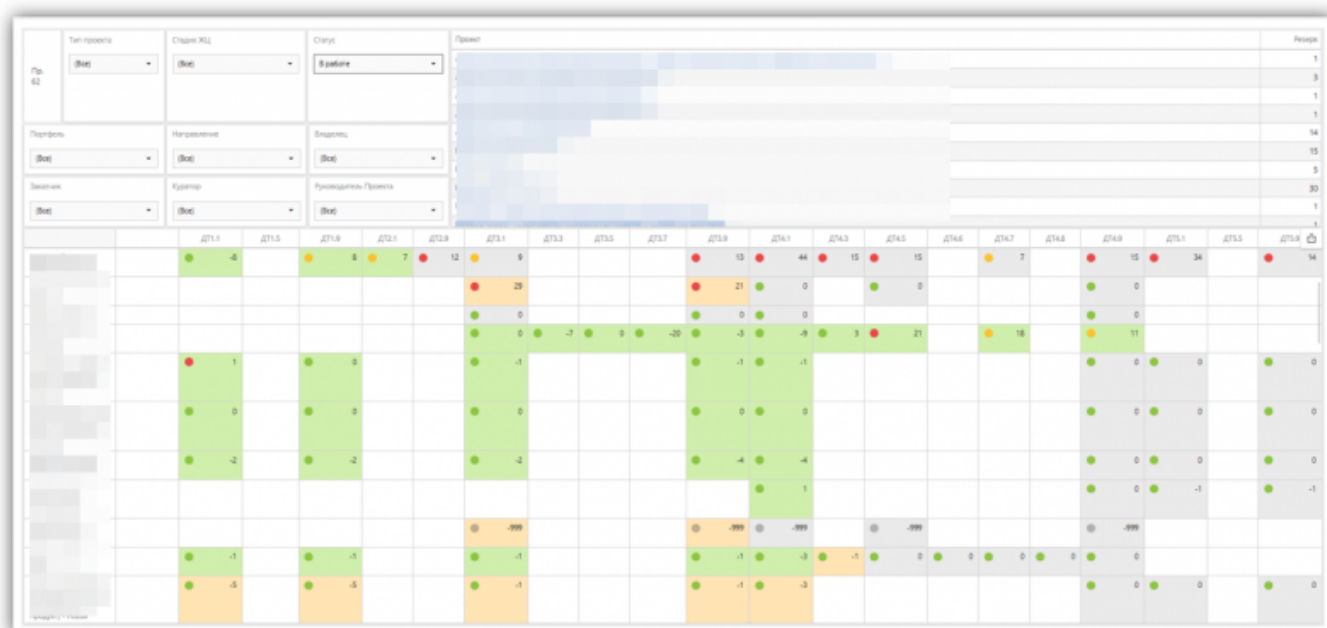 Тип проекта Стадия ЖЦ Статус Проект Резерв
(Все) (Все) В работе 1
Пр. 3
62 1
1
Портфель Направление Владелец 14
(Все) (Все) (Все) 15
5
Заказчик Куратор Руководитель Проекта 30
(Все) (Все) (Все) 1
1
ДТ1.1 ДТ1.5 ДТ1.9 ДТ2.1 ДТ2.9 ДТ3.1 ДТ3.3 ДТ3.5 ДТ3.7 ДТ3.9 ДТ4.1 ДТ4.3 ДТ4.5 ДТ4.6 ДТ4.7 ДТ4.8 ДТ4.9 ДТ5.1 ДТ5.5 ДТ5.9
8 7 12 9 13 44 15 15 7 15 34 14
29 21 0 0 0
0 0 0 0
0 -7 0 -20 -3 -9 3 21 18 11
1 0 -1 -1 -1 0 0 0
0 0 0 0 0 0 0 0
-2 -2 -2 -4 -4 0 0 0
1 0 -1 -1
-999 -999 -999 -999 -999
-1 -1 -1 -1 -3 -1 0 0 0 0 0
-5 -5 -1 -1 -3 0 0 0